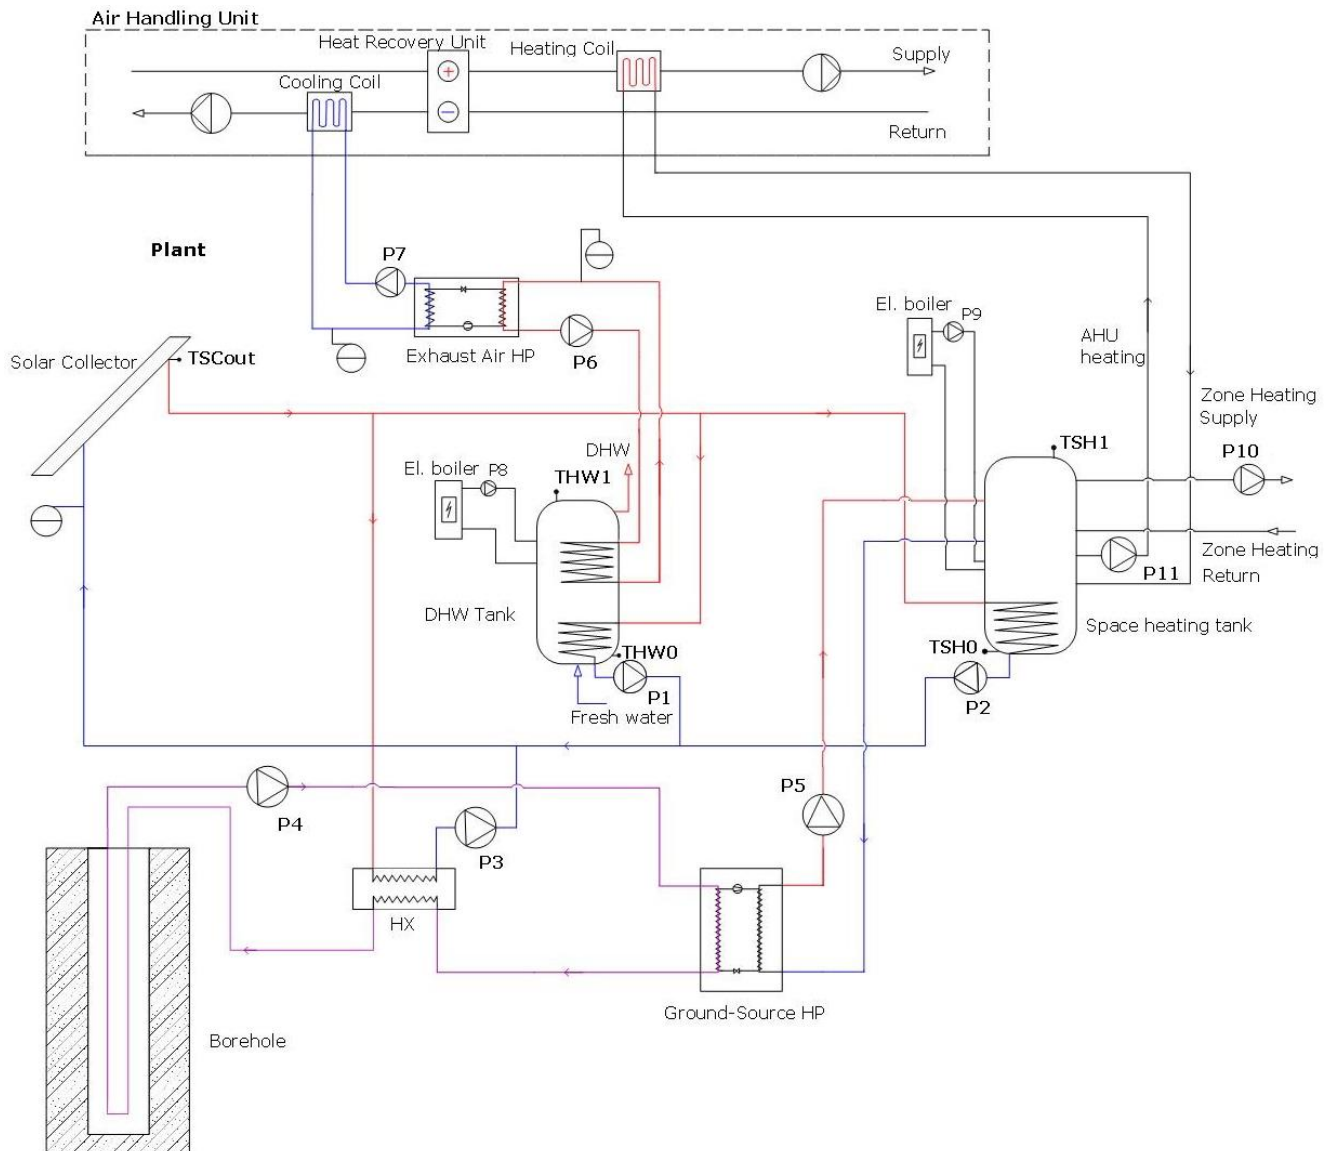 Air Handling Unit
Heat Recovery Unit
Heating Coil
Supply
Cooling Coil
Return
Plant
P7
El. boiler
P9
AHU
heating
Solar Collector
TSCout
Exhaust Air HP
P6
Zone Heating
Supply
DHW
TSH1
P10
El. boiler
P8
THW1
Zone Heating
Return
P11
DHW Tank
Space heating tank
THW0
TSH0
P1
P2
Fresh water
P5
P4
P3
HX
Ground-Source HP
Borehole